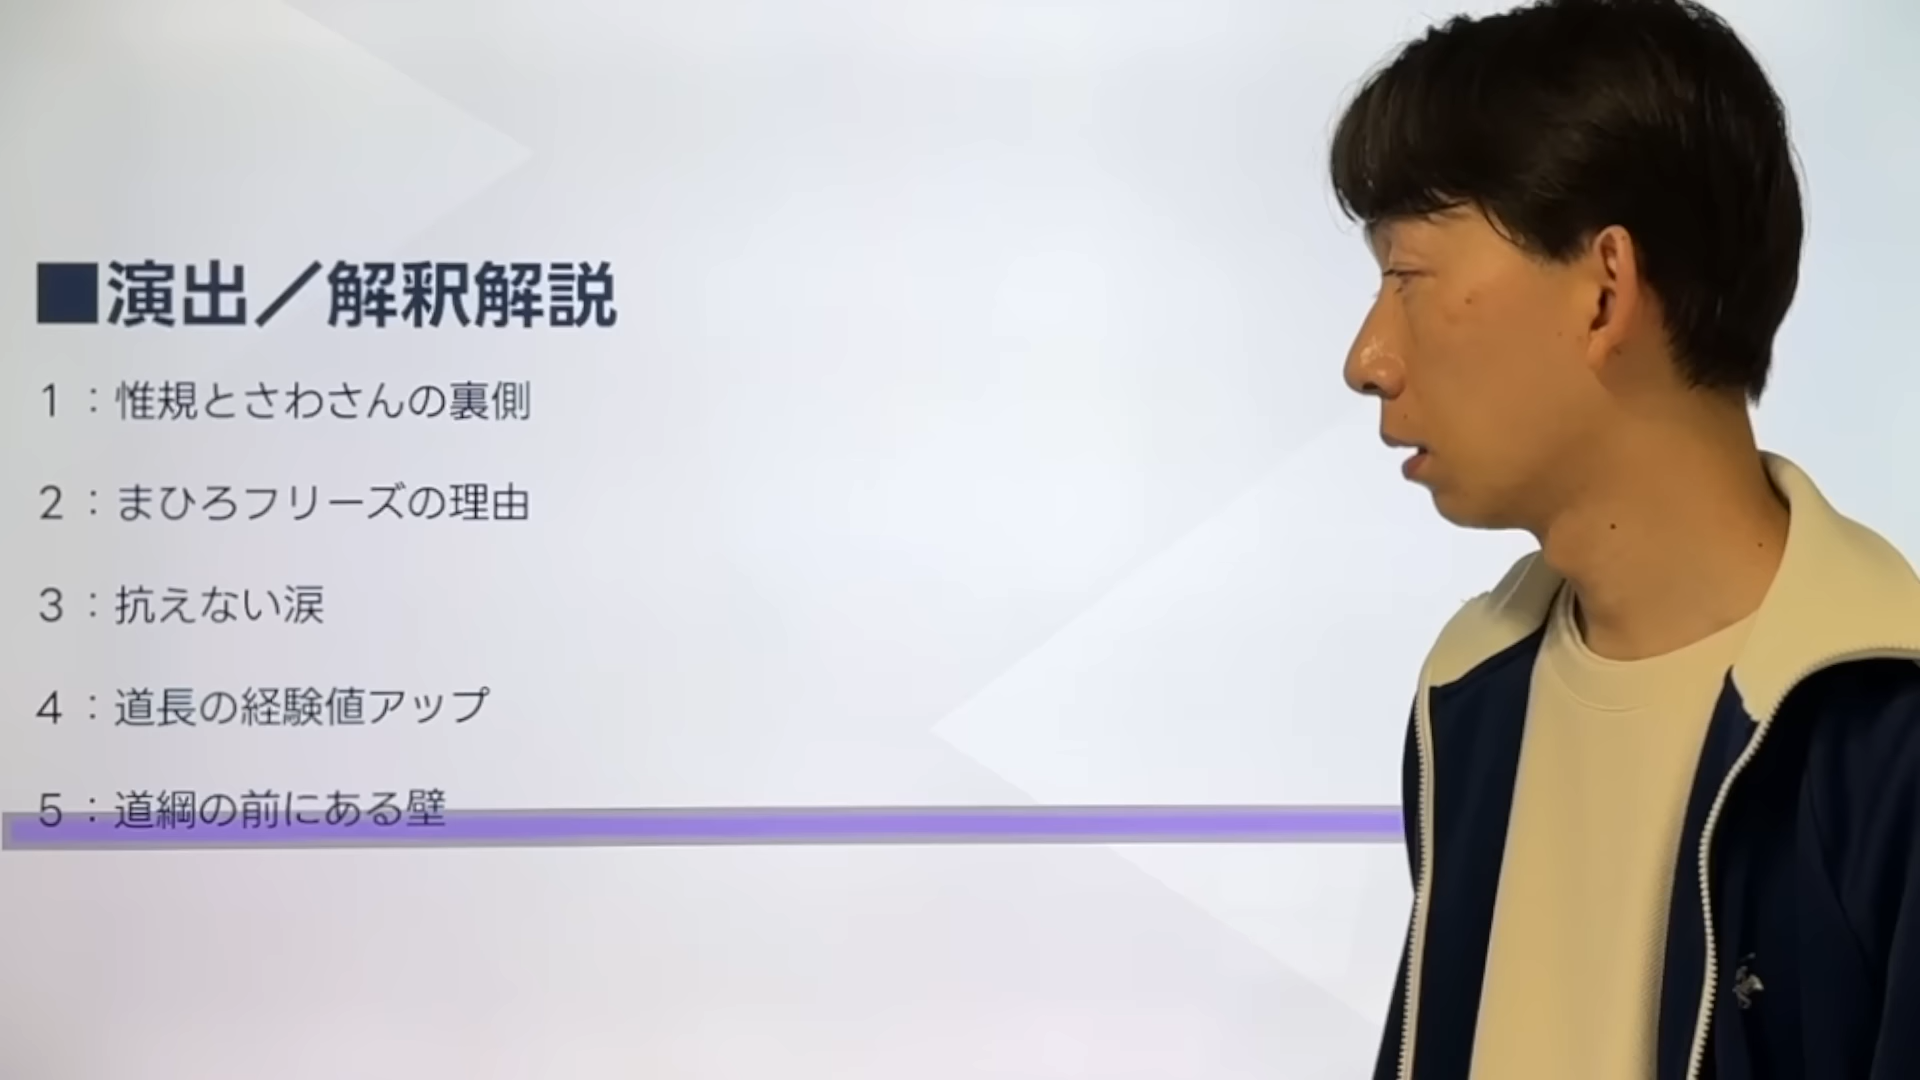 ■演出／解釈解説
1：惟規とさわさんの裏側
2：まひろフリーズの理由
3：抗えない涙
4：道長の経験値アップ
5：道綱の前にある壁